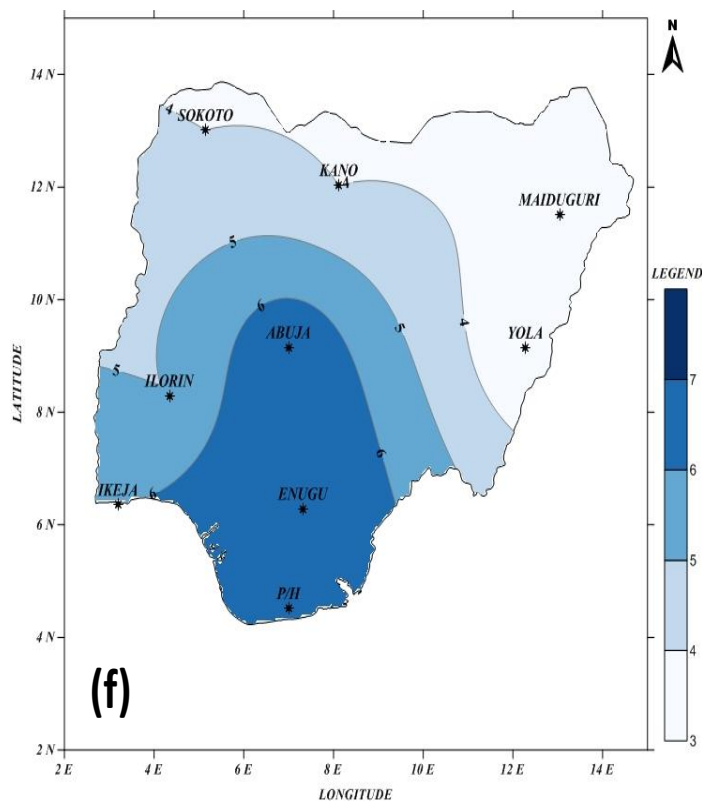 N
14 N
12 N
10 N
8 N
6 N
4 N
2 N
LATITUDE
4
SOKOTO
KANO
4
MAIDUGURI
5
6
ABUJA
5
4
YOLA
5
ILORIN
6
IKEJA
6
ENUGU
P/H
(f)
LEGEND
7
6
5
4
3
2 E
4 E
6 E
8 E
10 E
12 E
14 E
LONGITUDE